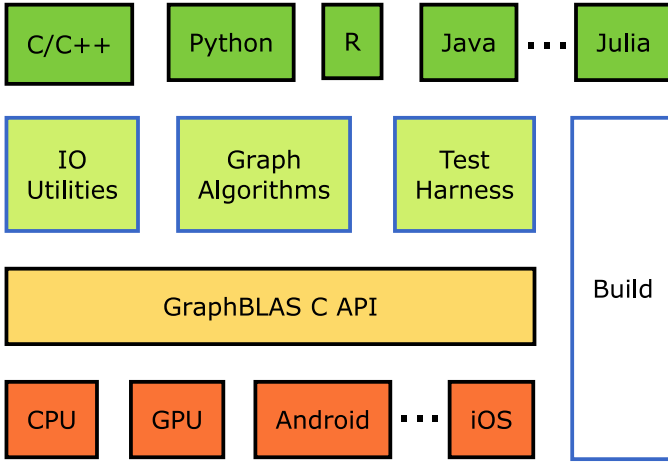 C/C++
Python
R
Java
Julia
IO
Utilities
Graph
Algorithms
Test
Harness
Build
GraphBLAS C API
CPU
GPU
Android
iOS